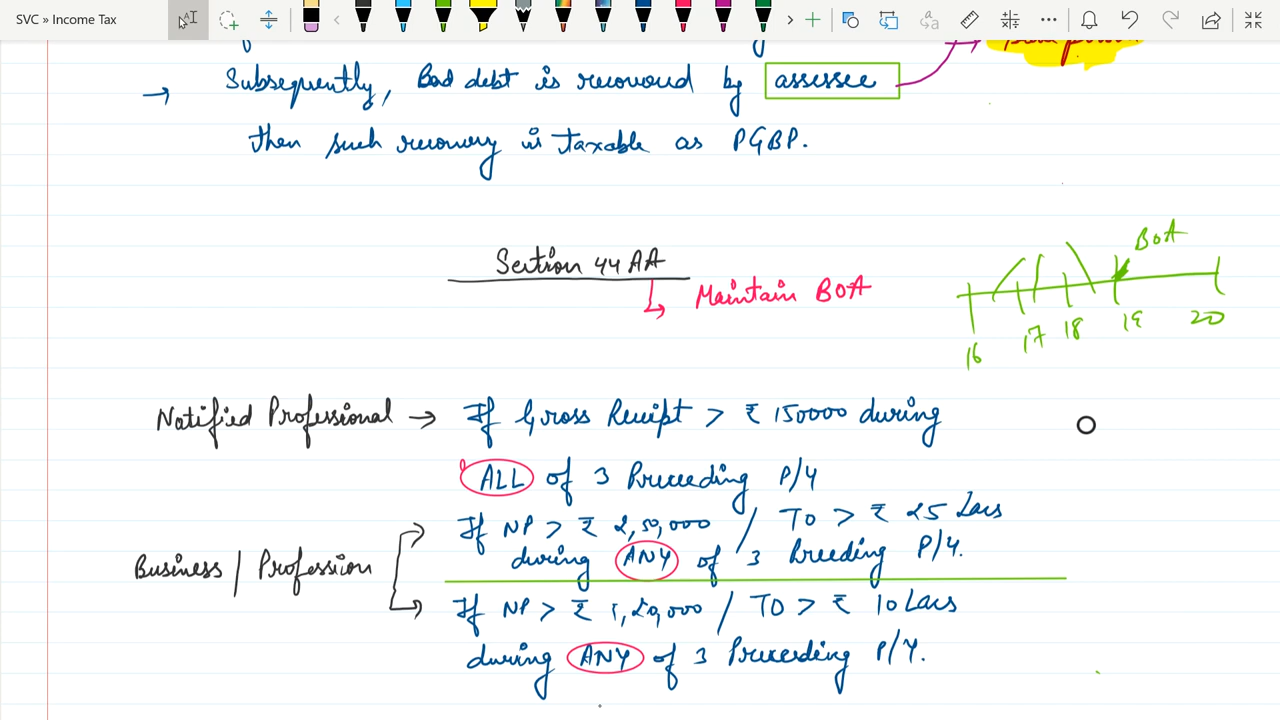 SVC » Income Tax
→ Subsequently, Bad debt is recovered by assessee
then such recovery is taxable as PGBP.
Section 44AA
Maintain BOA
BOA
16 17 18 19 20
Notified Professional → If Gross Receipt > ₹ 150000 during
ALL of 3 Preceding P/Y
Business / Profession
If NP > ₹ 2,50,000 / TO > ₹ 25 Lacs
during ANY of 3 Preeding P/Y.
If NP > ₹ 1,20,000 / TO > ₹ 10 Lacs
during ANY of 3 Preceeding P/Y.